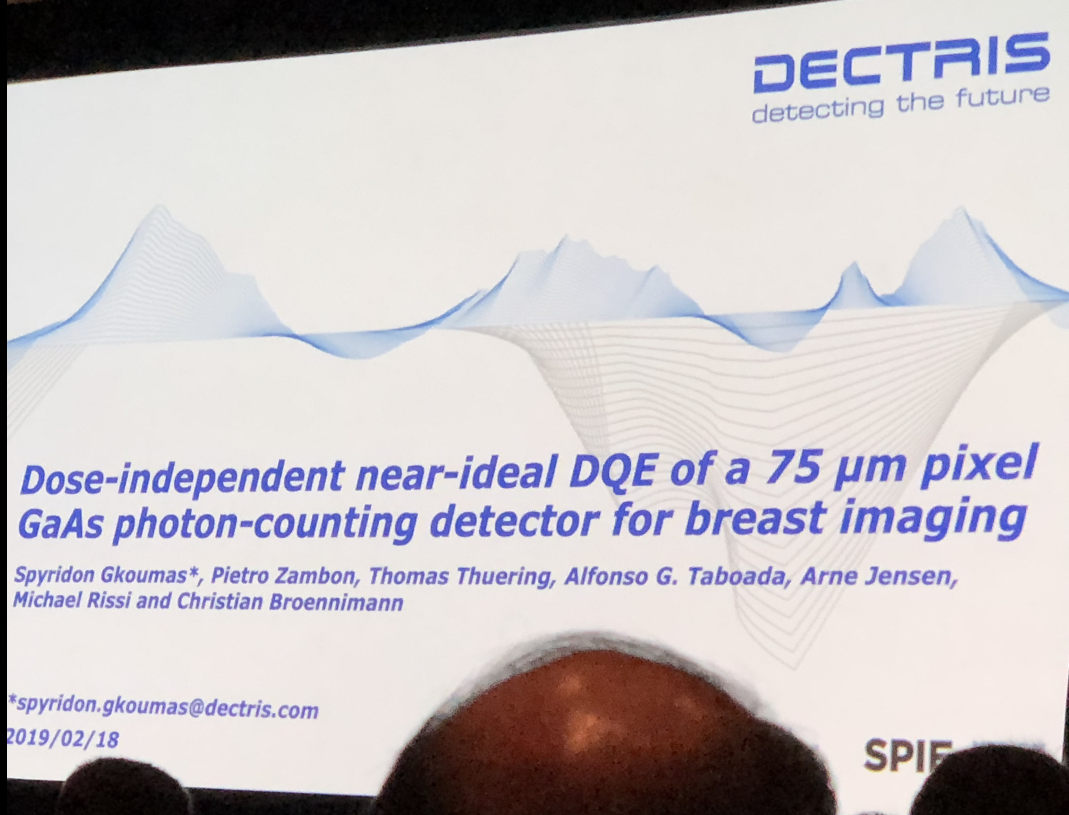 DECTRIS
detecting the future
Dose-independent near-ideal DQE of a 75 µm pixel
GaAs photon-counting detector for breast imaging
Spyridon Gkoumas*, Pietro Zambon, Thomas Thuering, Alfonso G. Taboada, Arne Jensen,
Michael Rissi and Christian Broennimann
*spyridon.gkoumas@dectris.com
2019/02/18
SPIE